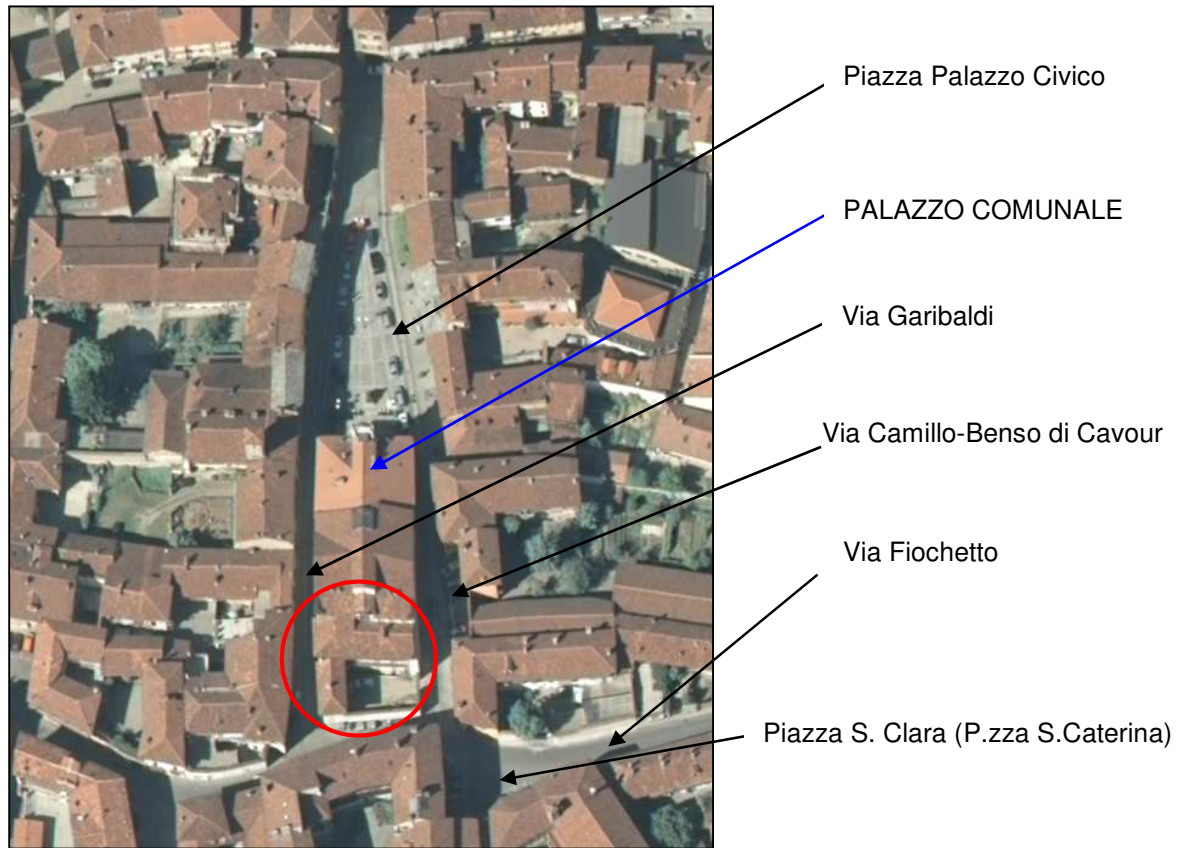 Piazza Palazzo Civico
PALAZZO COMUNALE
Via Garibaldi
Via Camillo-Benso di Cavour
Via Fiochetto
Piazza S. Clara (P.zza S.Caterina)